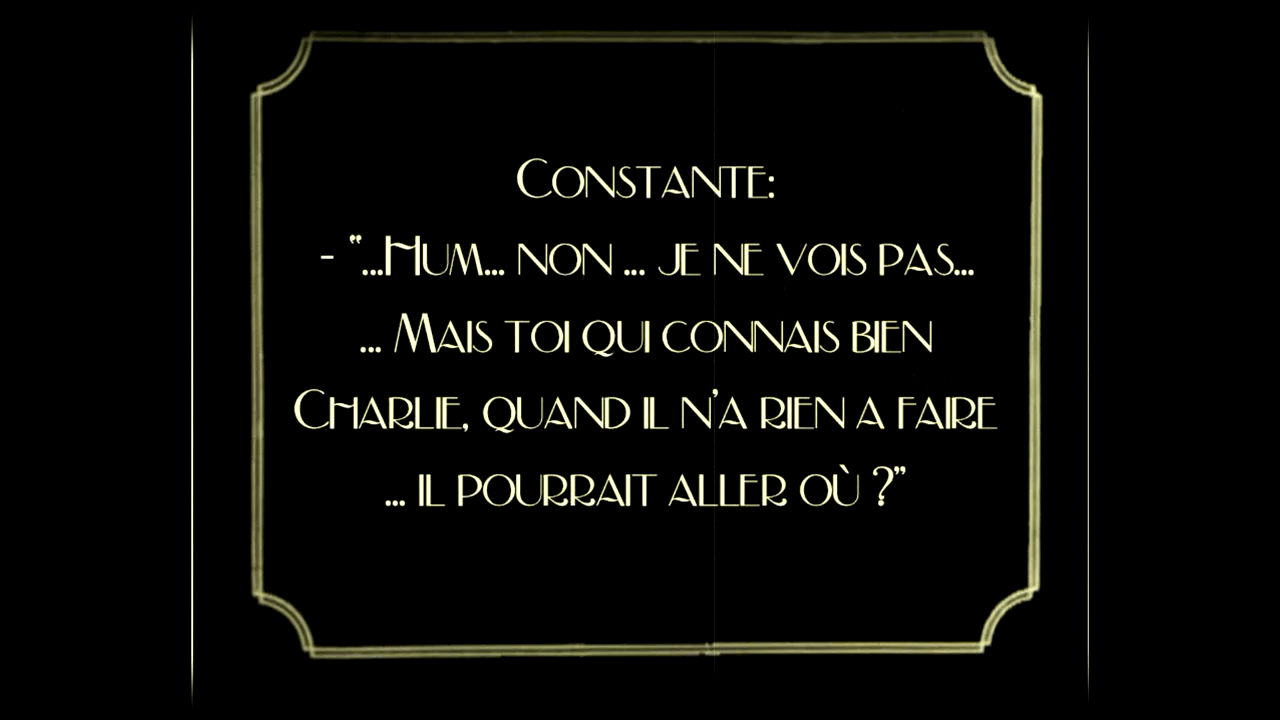 Constante:
- “...Hum... non ... je ne vois pas...
... Mais toi qui connais bien
Charlie, quand il n’a rien a faire
... il pourrait aller où ?”